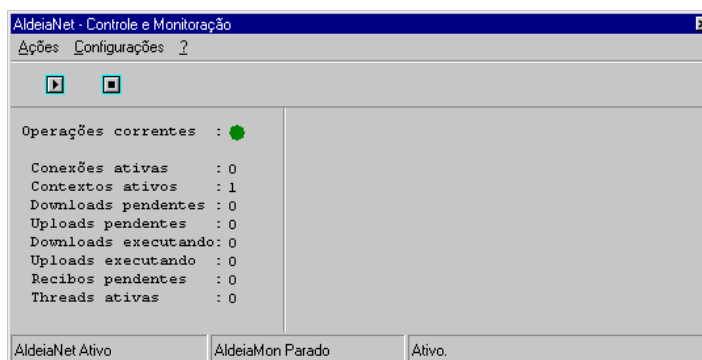 AldeiaNet - Controle e Monitoração
Ações Configurações ?
Operações correntes :
Conexões ativas : 0
Contextos ativos : 1
Downloads pendentes : 0
Uploads pendentes : 0
Downloads executando: 0
Uploads executando : 0
Recibos pendentes : 0
Threads ativas : 0
AldeiaNet Ativo AldeiaMon Parado Ativo.